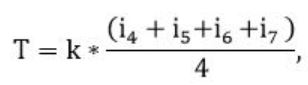 T = k * (i₄ + i₅+i₆ +i₇ ) / 4,